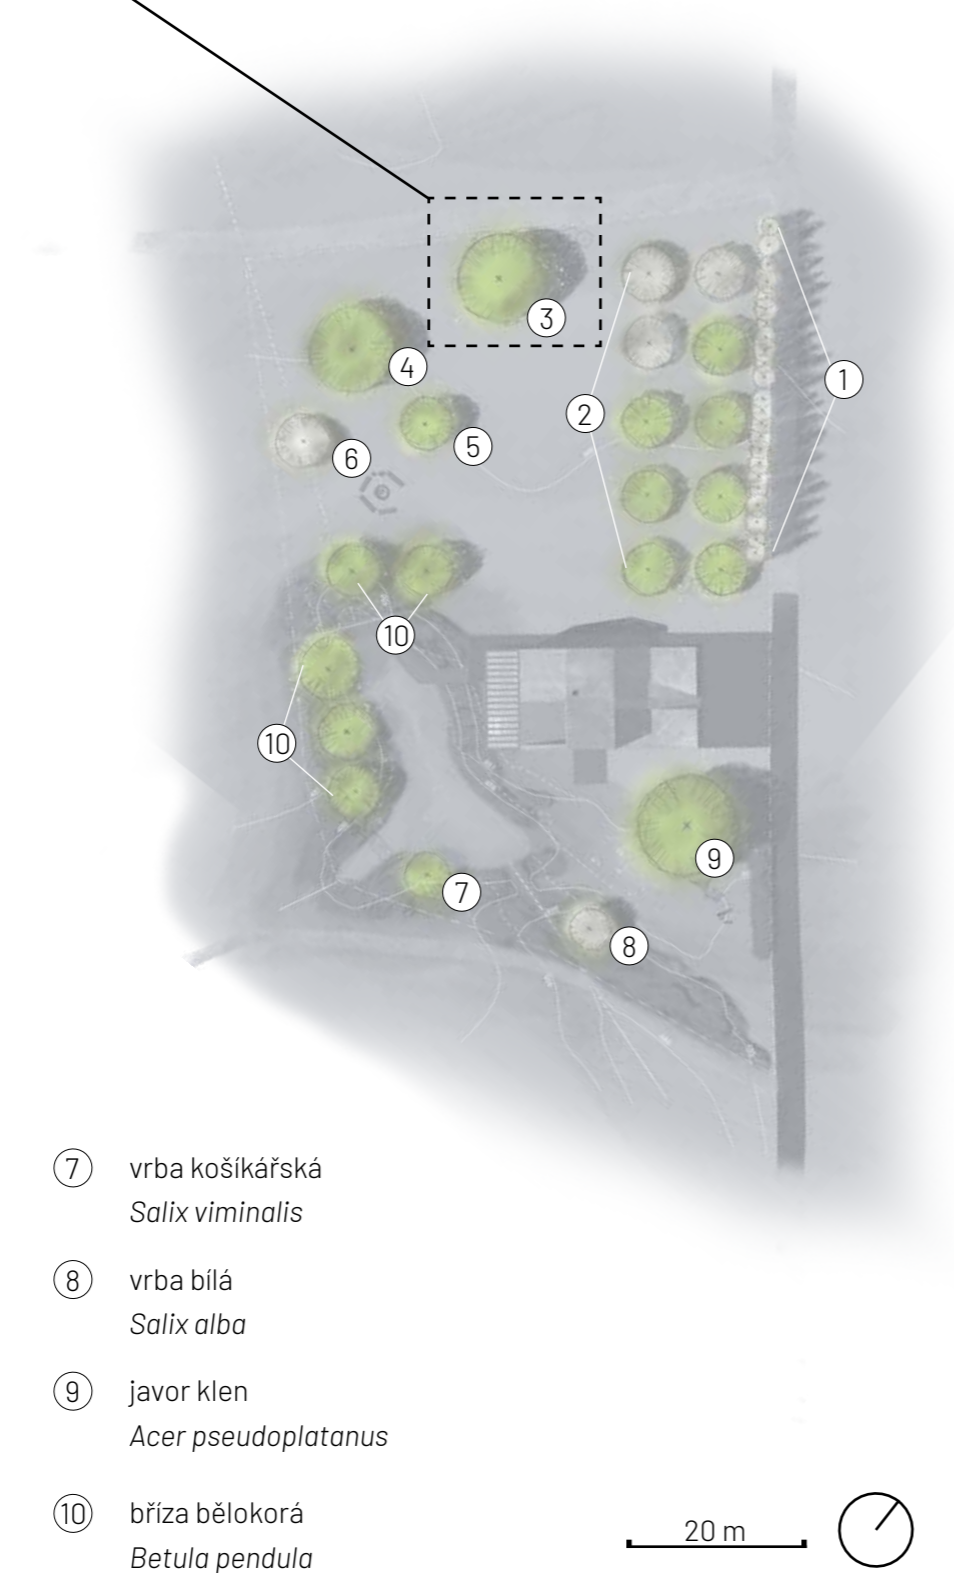 3
4
5
6
2
1
10
10
9
7
8
7 vrba košíkářská
Salix viminalis
8 vrba bílá
Salix alba
9 javor klen
Acer pseudoplatanus
10 bříza bělokorá
Betula pendula
20 m